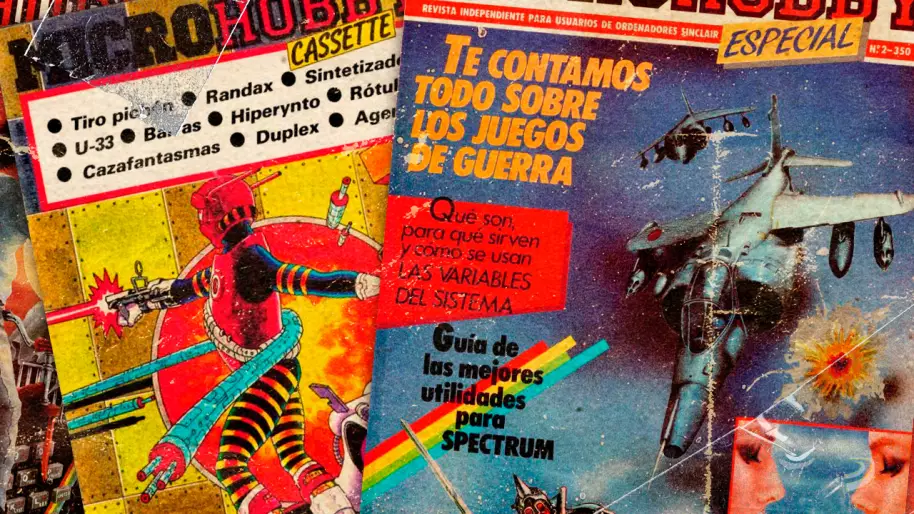 MICROHOBBY
CASSETTE
● Tiro pichón ● Randax ● Sintetizado
● U-33 ● Barras ● Hiperynto ● Rótul
● Cazafantasmas ● Duplex ● Agen
REVISTA INDEPENDIENTE PARA USUARIOS DE ORDENADORES SINCLAIR
ESPECIAL
N.º 2-350
TE CONTAMOS
TODO SOBRE
LOS JUEGOS
DE GUERRA
Qué son,
para qué sirven
y cómo se usan
LAS VARIABLES
DEL SISTEMA
Guía de
las mejores
utilidades
para
SPECTRUM